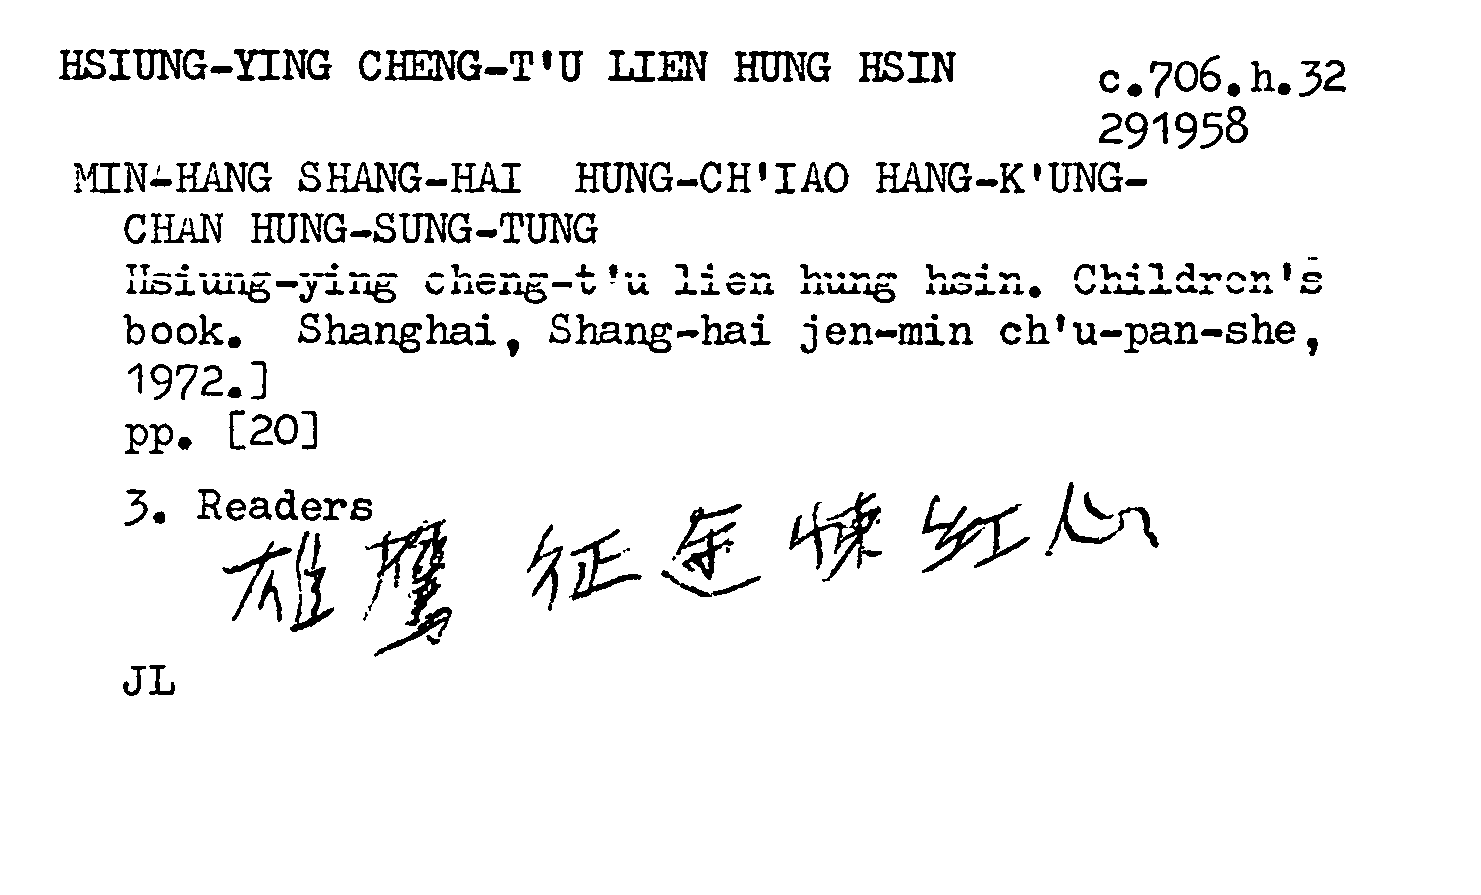 HSIUNG-YING CHENG-T'U LIEN HUNG HSIN
c.706.h.32
291958
MIN-HANG SHANG-HAI HUNG-CH'IAO HANG-K'UNG-
CHAN HUNG-SUNG-TUNG
Hsiung-ying cheng-t'u lien hung hsin. Children's
book. Shanghai, Shang-hai jen-min ch'u-pan-she,
1972.]
pp. [20]
3. Readers
雄鹰征途煉紅心
JL